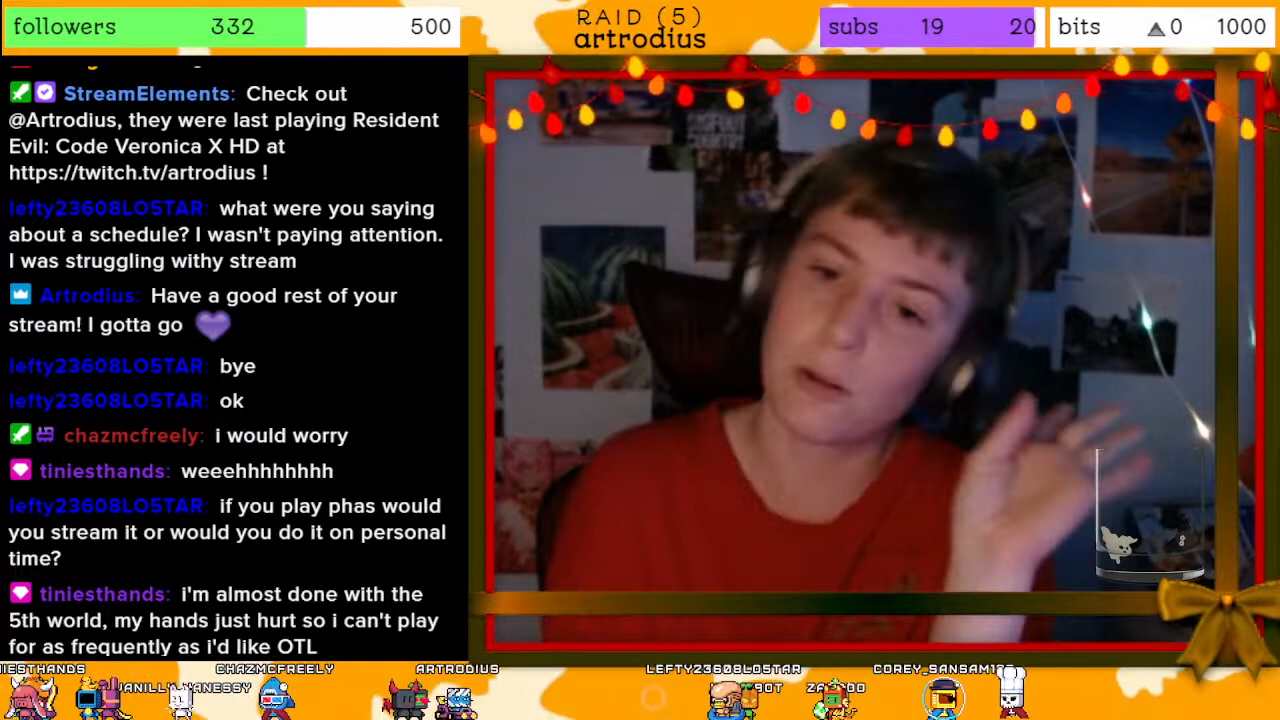 followers 332 500
RAID (5)
artrodius
subs 19 20
bits 0 1000
StreamElements: Check out
@Artrodius, they were last playing Resident
Evil: Code Veronica X HD at
https://twitch.tv/artrodius !
lefty23608LO5TAR: what were you saying
about a schedule? I wasn't paying attention.
I was struggling withy stream
Artrodius: Have a good rest of your
stream! I gotta go
lefty23608LO5TAR: bye
lefty23608LO5TAR: ok
chazmcfreely: i would worry
tiniesthands: weeehhhhhhhh
lefty23608LO5TAR: if you play phas would
you stream it or would you do it on personal
time?
tiniesthands: i'm almost done with the
5th world, my hands just hurt so i can't play
for as frequently as i'd like OTL
BIGFOOT
COUNTRY
IESTHANDS CHAZMCFREELY ARTRODIUS LEFTY23608LO5TAR